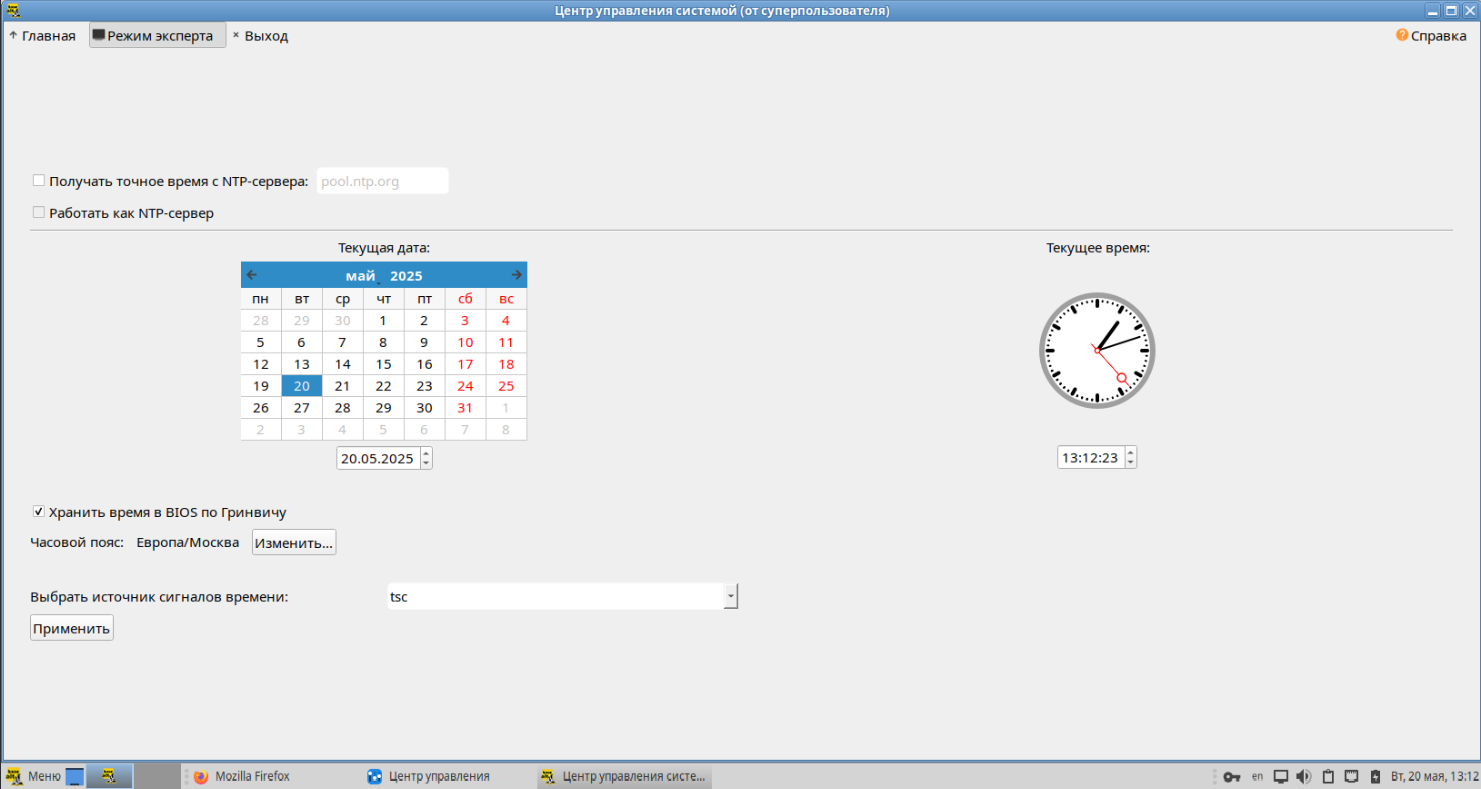 Центр управления системой (от суперпользователя)
Главная Режим эксперта Выход Справка
Получать точное время с NTP-сервера: pool.ntp.org
Работать как NTP-сервер
Текущая дата: Текущее время:
май 2025
пн вт ср чт пт сб вс
28 29 30 1 2 3 4
5 6 7 8 9 10 11
12 13 14 15 16 17 18
19 20 21 22 23 24 25
26 27 28 29 30 31 1
2 3 4 5 6 7 8
20.05.2025 13:12:23
Хранить время в BIOS по Гринвичу
Часовой пояс: Европа/Москва Изменить...
Выбрать источник сигналов времени: tsc
Применить
Меню Mozilla Firefox Центр управления Центр управления систе... en Вт, 20 мая, 13:12